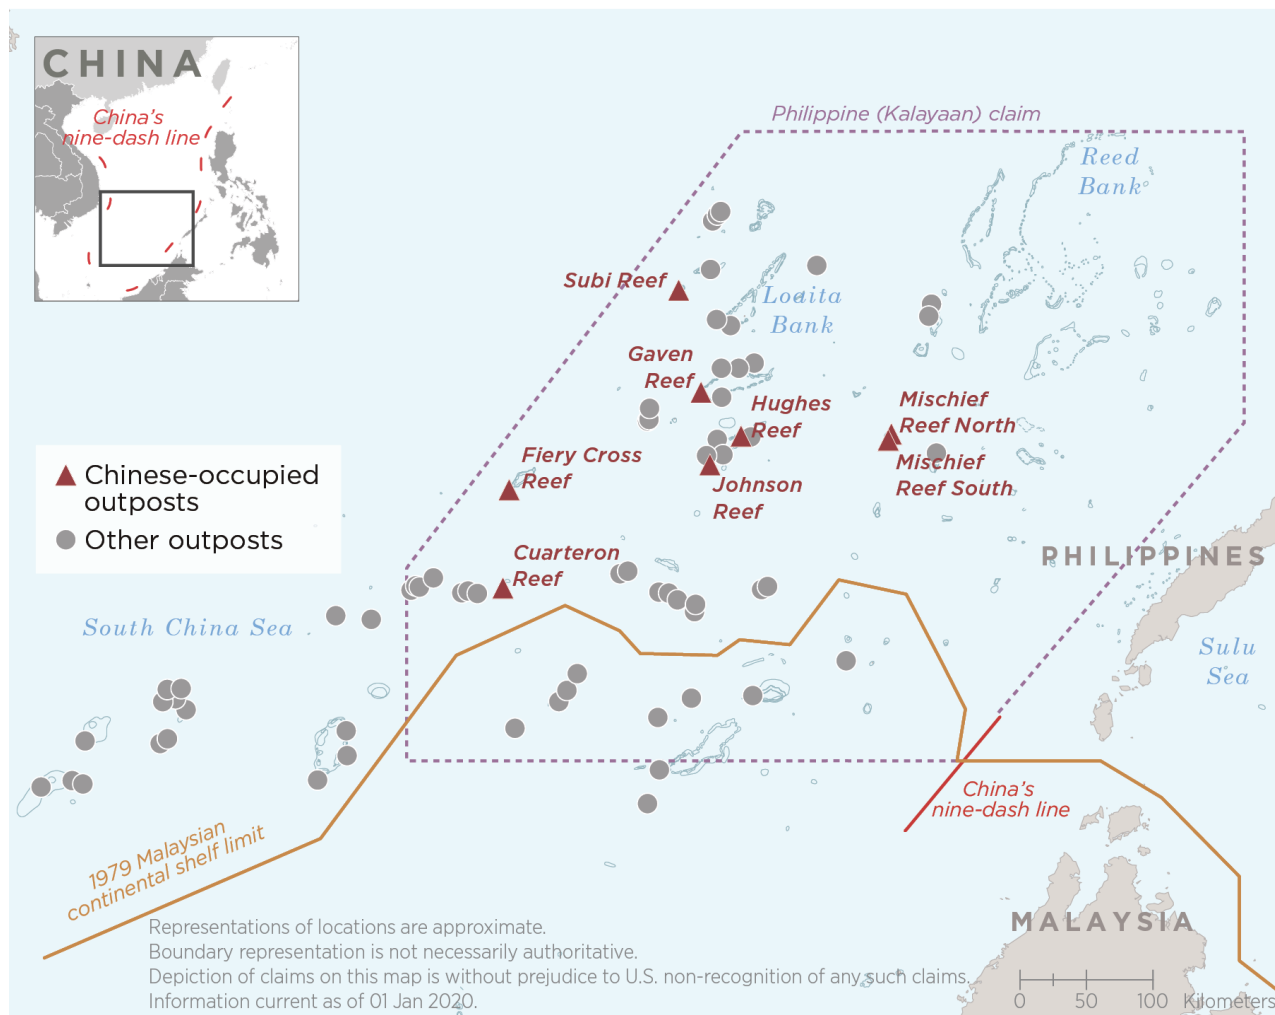 CHINA
China's
nine-dash line
Philippine (Kalayaan) claim
Reed
Bank
Subi Reef
Loaita
Bank
Gaven
Reef
Hughes
Reef
Mischief
Reef North
Mischief
Reef South
Fiery Cross
Reef
Johnson
Reef
Chinese-occupied
outposts
Other outposts
Cuarteron
Reef
PHILIPPINES
South China Sea
Sulu
Sea
China's
nine-dash line
1979 Malaysian
continental shelf limit
MALAYSIA
Representations of locations are approximate.
Boundary representation is not necessarily authoritative.
Depiction of claims on this map is without prejudice to U.S. non-recognition of any such claims.
Information current as of 01 Jan 2020.
0 50 100 Kilometers